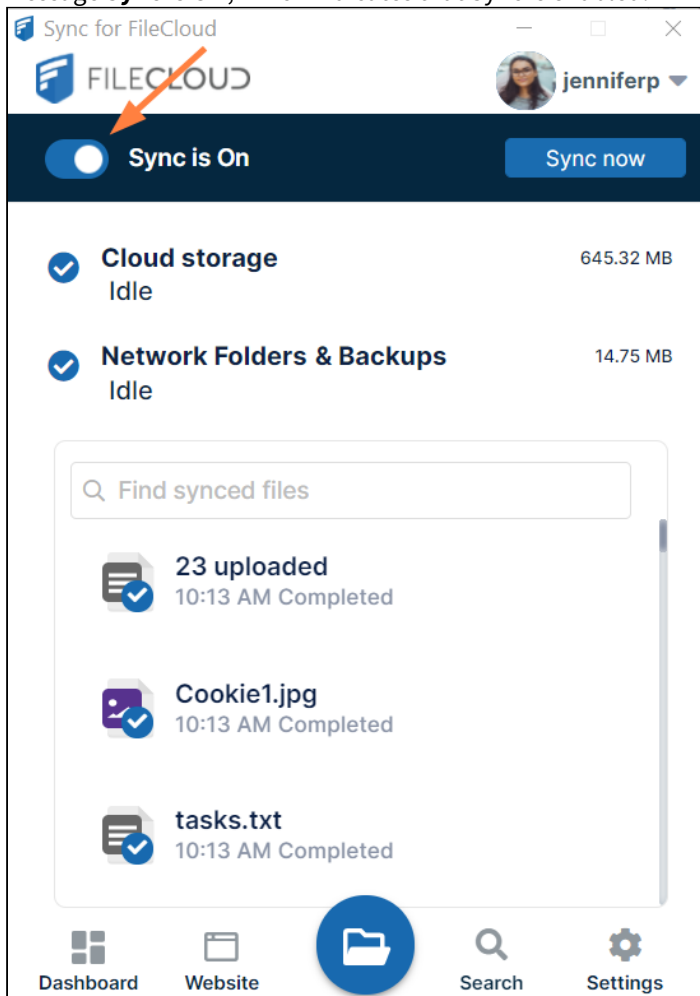 Sync for FileCloud
FILECLOUD
jenniferp
Sync is On
Sync now
Cloud storage
645.32 MB
Idle
Network Folders & Backups
14.75 MB
Idle
Find synced files
23 uploaded
10:13 AM Completed
Cookie1.jpg
10:13 AM Completed
tasks.txt
10:13 AM Completed
Dashboard
Website
Search
Settings